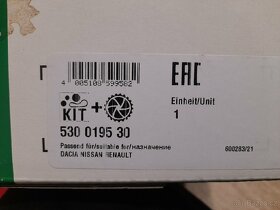 4 005108 599582
EAC
KIT +
Einheit/Unit
1
530 0195 30
Passend für/suitable for/назначение
DACIA NISSAN RENAULT
600283/21